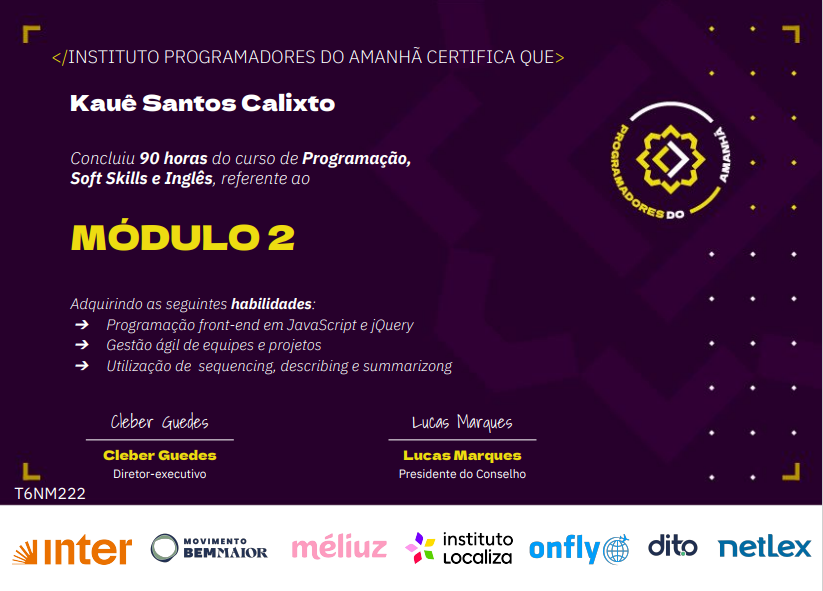 </INSTITUTO PROGRAMADORES DO AMANHÃ CERTIFICA QUE>
Kauê Santos Calixto
PROGRAMADORES DO AMANHÃ
Concluiu 90 horas do curso de Programação,
Soft Skills e Inglês, referente ao
MÓDULO 2
Adquirindo as seguintes habilidades:
➔ Programação front-end em JavaScript e jQuery
➔ Gestão ágil de equipes e projetos
➔ Utilização de sequencing, describing e summarizong
Cleber Guedes
Lucas Marques
Cleber Guedes
Lucas Marques
Diretor-executivo
Presidente do Conselho
T6NM222
inter
MOVIMENTO
BEMMAIOR
méliuz
instituto
Localiza
onfly
dito
netLex